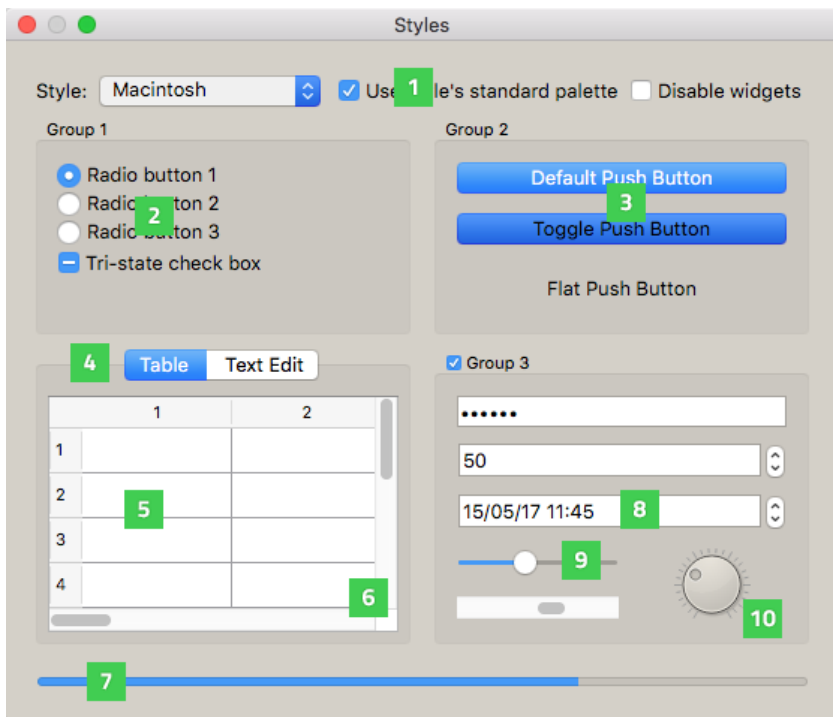 Styles
Style: Macintosh 1 Use le's standard palette Disable widgets
Group 1
Radio button 1
Radio button 2
2
Radio button 3
Tri-state check box
Group 2
Default Push Button
3
Toggle Push Button
Flat Push Button
4 Table Text Edit
1 2
1
2
5
3
4
6
Group 3
••••••
50
15/05/17 11:45 8
9
10
7